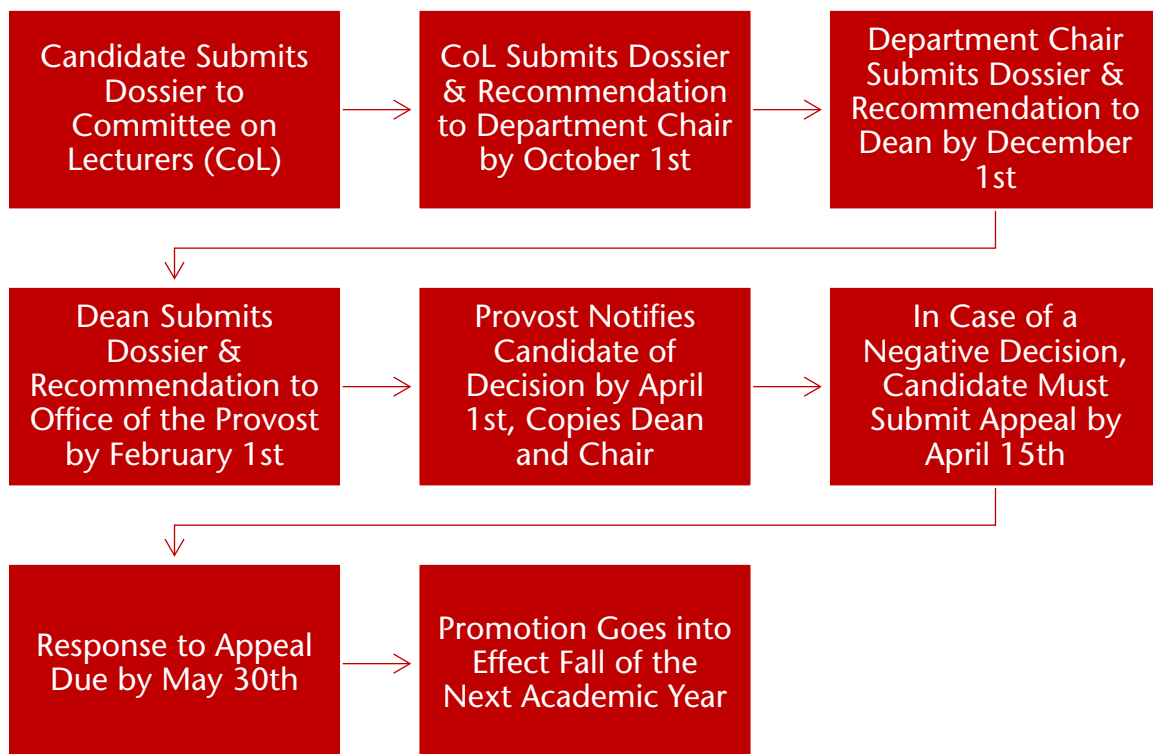 Candidate Submits
Dossier to
Committee on
Lecturers (CoL)
CoL Submits Dossier
& Recommendation
to Department Chair
by October 1st
Department Chair
Submits Dossier &
Recommendation to
Dean by December
1st
Dean Submits
Dossier &
Recommendation to
Office of the Provost
by February 1st
Provost Notifies
Candidate of
Decision by April
1st, Copies Dean
and Chair
In Case of a
Negative Decision,
Candidate Must
Submit Appeal by
April 15th
Response to Appeal
Due by May 30th
Promotion Goes into
Effect Fall of the
Next Academic Year